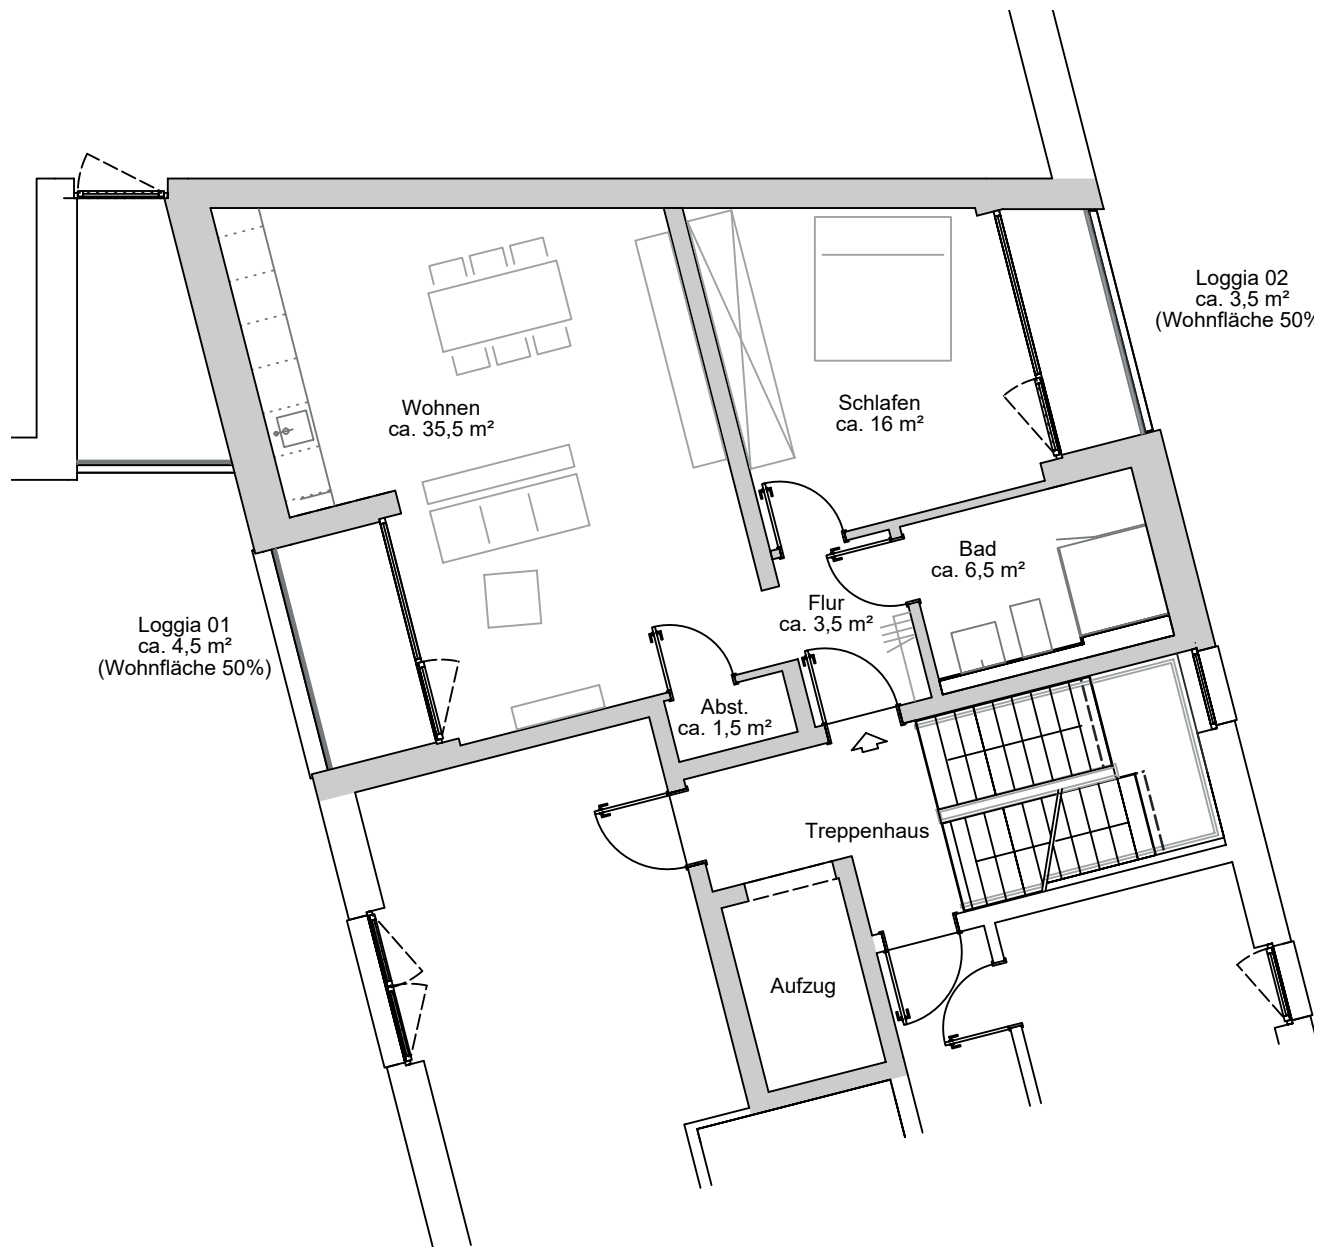 Loggia 02
ca. 3,5 m²
(Wohnfläche 50%
Wohnen
ca. 35,5 m²
Schlafen
ca. 16 m²
Bad
ca. 6,5 m²
Flur
ca. 3,5 m²
Loggia 01
ca. 4,5 m²
(Wohnfläche 50%)
Abst.
ca. 1,5 m²
Treppenhaus
Aufzug